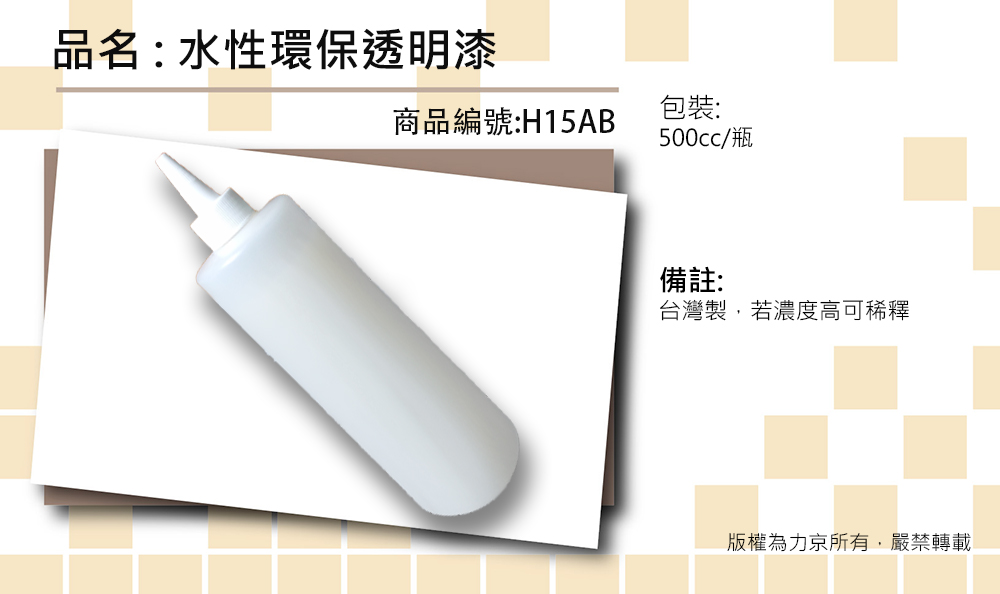 品名 : 水性環保透明漆
商品編號:H15AB
包裝:
500cc/瓶
備註:
台灣製，若濃度高可稀釋
版權為力京所有，嚴禁轉載